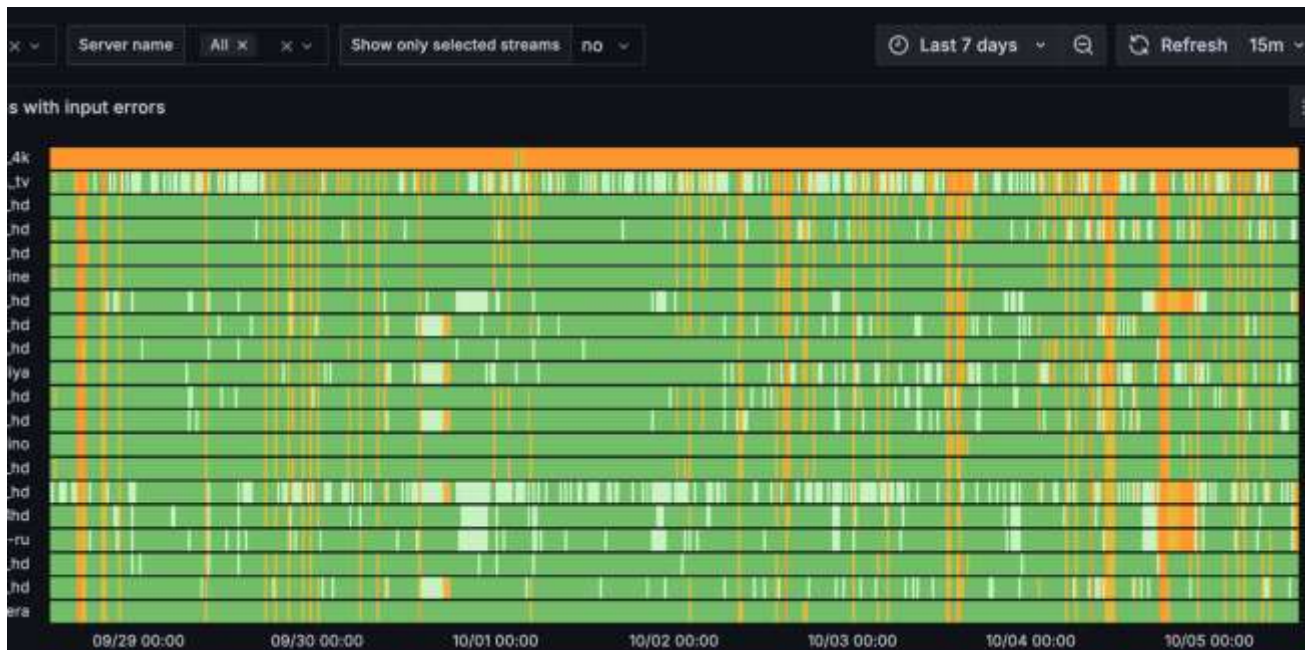 Server name All × × Show only selected streams no Last 7 days Refresh 15m
s with input errors
_4k
_tv
_hd
_hd
_hd
ine
_hd
_hd
_hd
iya
_hd
_hd
ino
_hd
_hd
hd
-ru
_hd
_hd
era
09/29 00:00 09/30 00:00 10/01 00:00 10/02 00:00 10/03 00:00 10/04 00:00 10/05 00:00